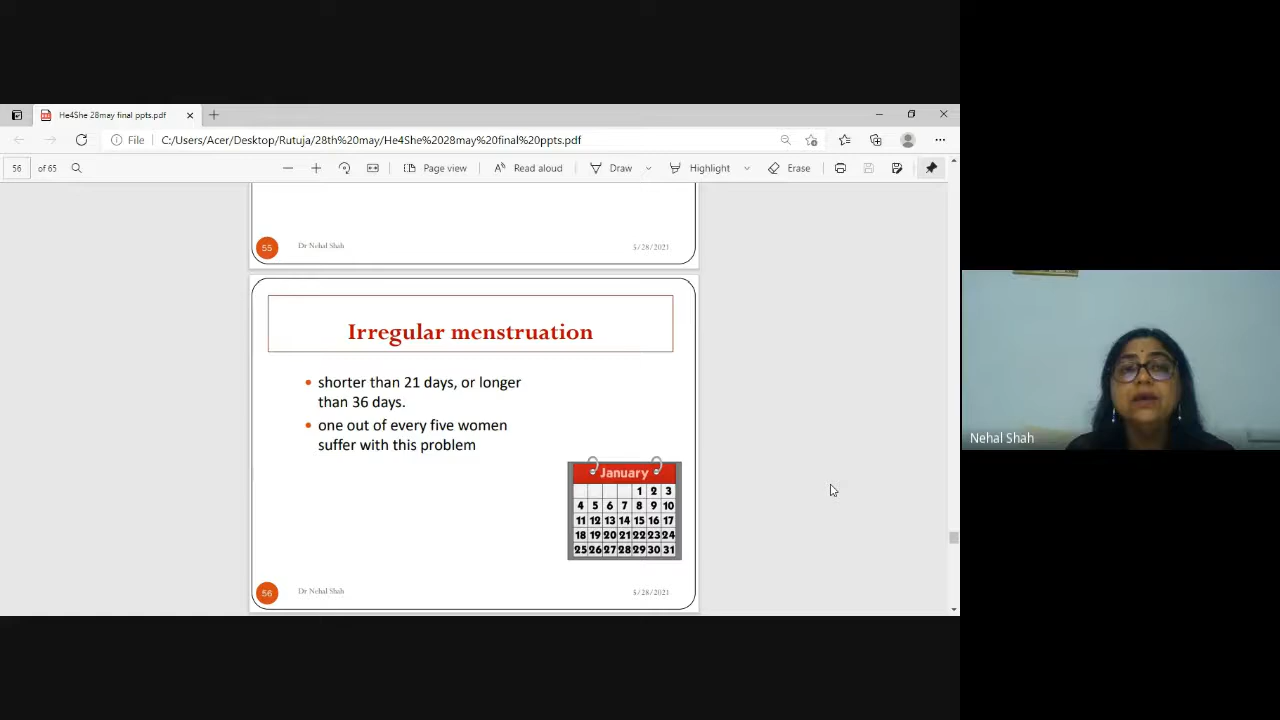 He4She 28may final ppts.pdf
File
C:/Users/Acer/Desktop/Rutuja/28th%20may/He4She%2028may%20final%20ppts.pdf
56 of 65
Page view
Read aloud
Draw
Highlight
Erase
55 Dr Nehal Shah 5/28/2021
Irregular menstruation
• shorter than 21 days, or longer
than 36 days.
• one out of every five women
suffer with this problem
January
1 2 3
4 5 6 7 8 9 10
11 12 13 14 15 16 17
18 19 20 21 22 23 24
25 26 27 28 29 30 31
56 Dr Nehal Shah 5/28/2021
Nehal Shah